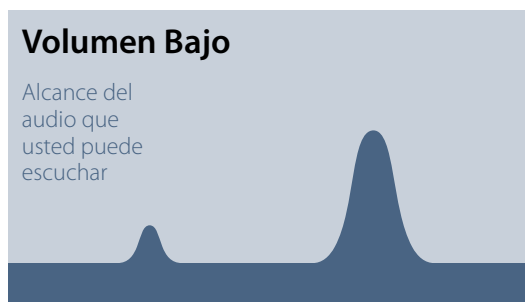 Volumen Bajo
Alcance del
audio que
usted puede
escuchar